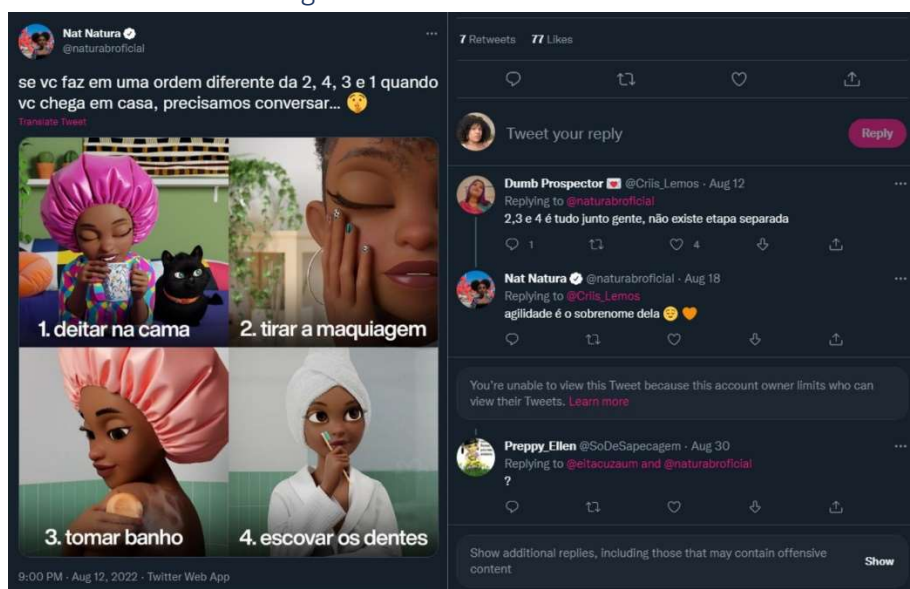 Nat Natura
@naturabroficial
se vc faz em uma ordem diferente da 2, 4, 3 e 1 quando
vc chega em casa, precisamos conversar...
Translate Tweet
1. deitar na cama
2. tirar a maquiagem
3. tomar banho
4. escovar os dentes
9:00 PM · Aug 12, 2022 · Twitter Web App
7 Retweets 77 Likes
Tweet your reply
Reply
Dumb Prospector @Criis_Lemos · Aug 12
Replying to @naturabroficial
2,3 e 4 é tudo junto gente, não existe etapa separada
1 4
Nat Natura @naturabroficial · Aug 18
Replying to @Criis_Lemos
agilidade é o sobrenome dela
You're unable to view this Tweet because this account owner limits who can
view their Tweets. Learn more
Preppy_Ellen @SoDeSapecagem · Aug 30
Replying to @eitacuzaum and @naturabroficial
?
Show additional replies, including those that may contain offensive
content
Show